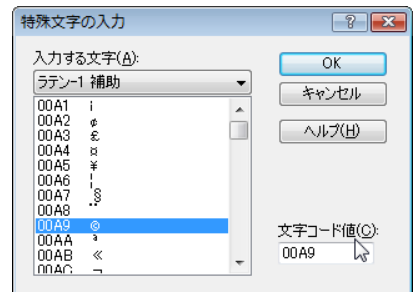 特殊文字の入力
入力する文字(A):
ラテン-1 補助
00A1 ¡
00A2 ¢
00A3 £
00A4 ¤
00A5 ¥
00A6 ¦
00A7 §
00A8 ¨
00A9 ©
00AA ª
00AB «
00AC ¬
OK
キャンセル
ヘルプ(H)
文字コード値(C):
00A9